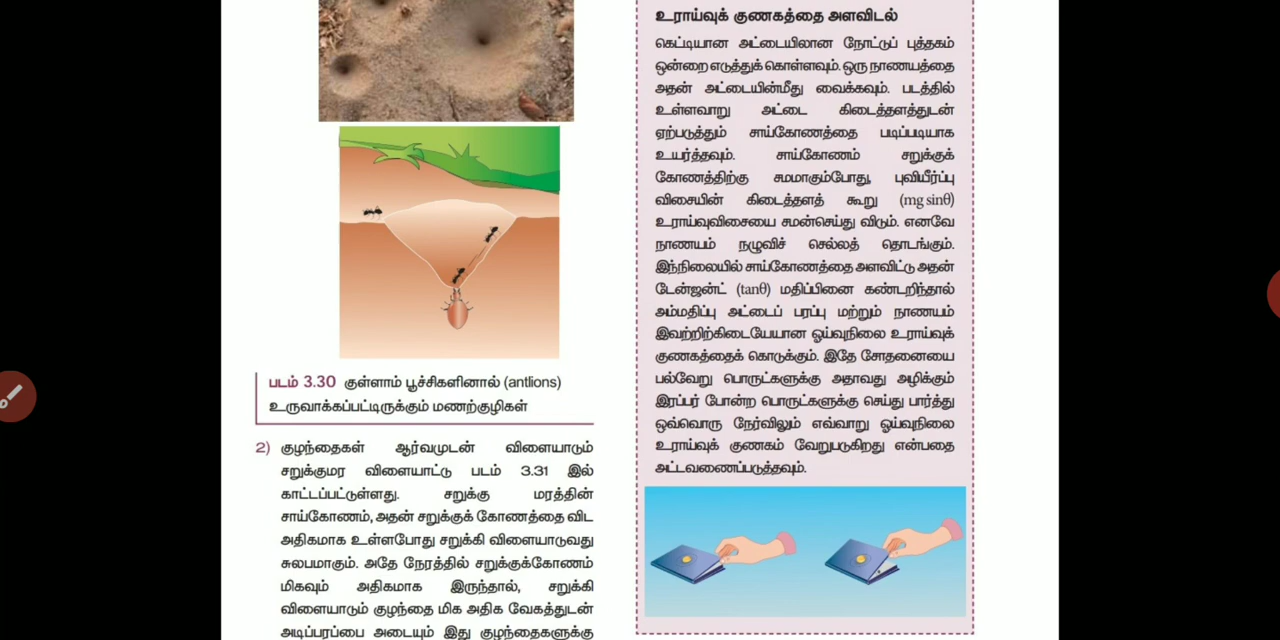 படம் 3.30 குள்ளாம் பூச்சிகளினால் (antlions)
உருவாக்கப்பட்டிருக்கும் மணற்குழிகள்
2) குழந்தைகள் ஆர்வமுடன் விளையாடும்
சறுக்குமர விளையாட்டு படம் 3.31 இல்
காட்டப்பட்டுள்ளது. சறுக்கு மரத்தின்
சாய்கோணம், அதன் சறுக்குக் கோணத்தை விட
அதிகமாக உள்ளபோது சறுக்கி விளையாடுவது
சுலபமாகும். அதே நேரத்தில் சறுக்குக்கோணம்
மிகவும் அதிகமாக இருந்தால், சறுக்கி
விளையாடும் குழந்தை மிக அதிக வேகத்துடன்
அடிப்பரப்பை அடையும் இது குழந்தைகளுக்கு
உராய்வுக் குணகத்தை அளவிடல்
கெட்டியான அட்டையிலான நோட்டுப் புத்தகம்
ஒன்றை எடுத்துக் கொள்ளவும். ஒரு நாணயத்தை
அதன் அட்டையின்மீது வைக்கவும். படத்தில்
உள்ளவாறு அட்டை கிடைத்தளத்துடன்
ஏற்படுத்தும் சாய்கோணத்தை படிப்படியாக
உயர்த்தவும். சாய்கோணம் சறுக்குக்
கோணத்திற்கு சமமாகும்போது, புவியீர்ப்பு
விசையின் கிடைத்தளத் கூறு (mg sinθ)
உராய்வுவிசையை சமன்செய்து விடும். எனவே
நாணயம் நழுவிச் செல்லத் தொடங்கும்.
இந்நிலையில் சாய்கோணத்தை அளவிட்டு அதன்
டேன்ஜன்ட் (tanθ) மதிப்பினை கண்டறிந்தால்
அம்மதிப்பு அட்டைப் பரப்பு மற்றும் நாணயம்
இவற்றிற்கிடையேயான ஓய்வுநிலை உராய்வுக்
குணகத்தைக் கொடுக்கும். இதே சோதனையை
பல்வேறு பொருட்களுக்கு அதாவது அழிக்கும்
இரப்பர் போன்ற பொருட்களுக்கு செய்து பார்த்து
ஒவ்வொரு நேர்விலும் எவ்வாறு ஓய்வுநிலை
உராய்வுக் குணகம் வேறுபடுகிறது என்பதை
அட்டவணைப்படுத்தவும்.